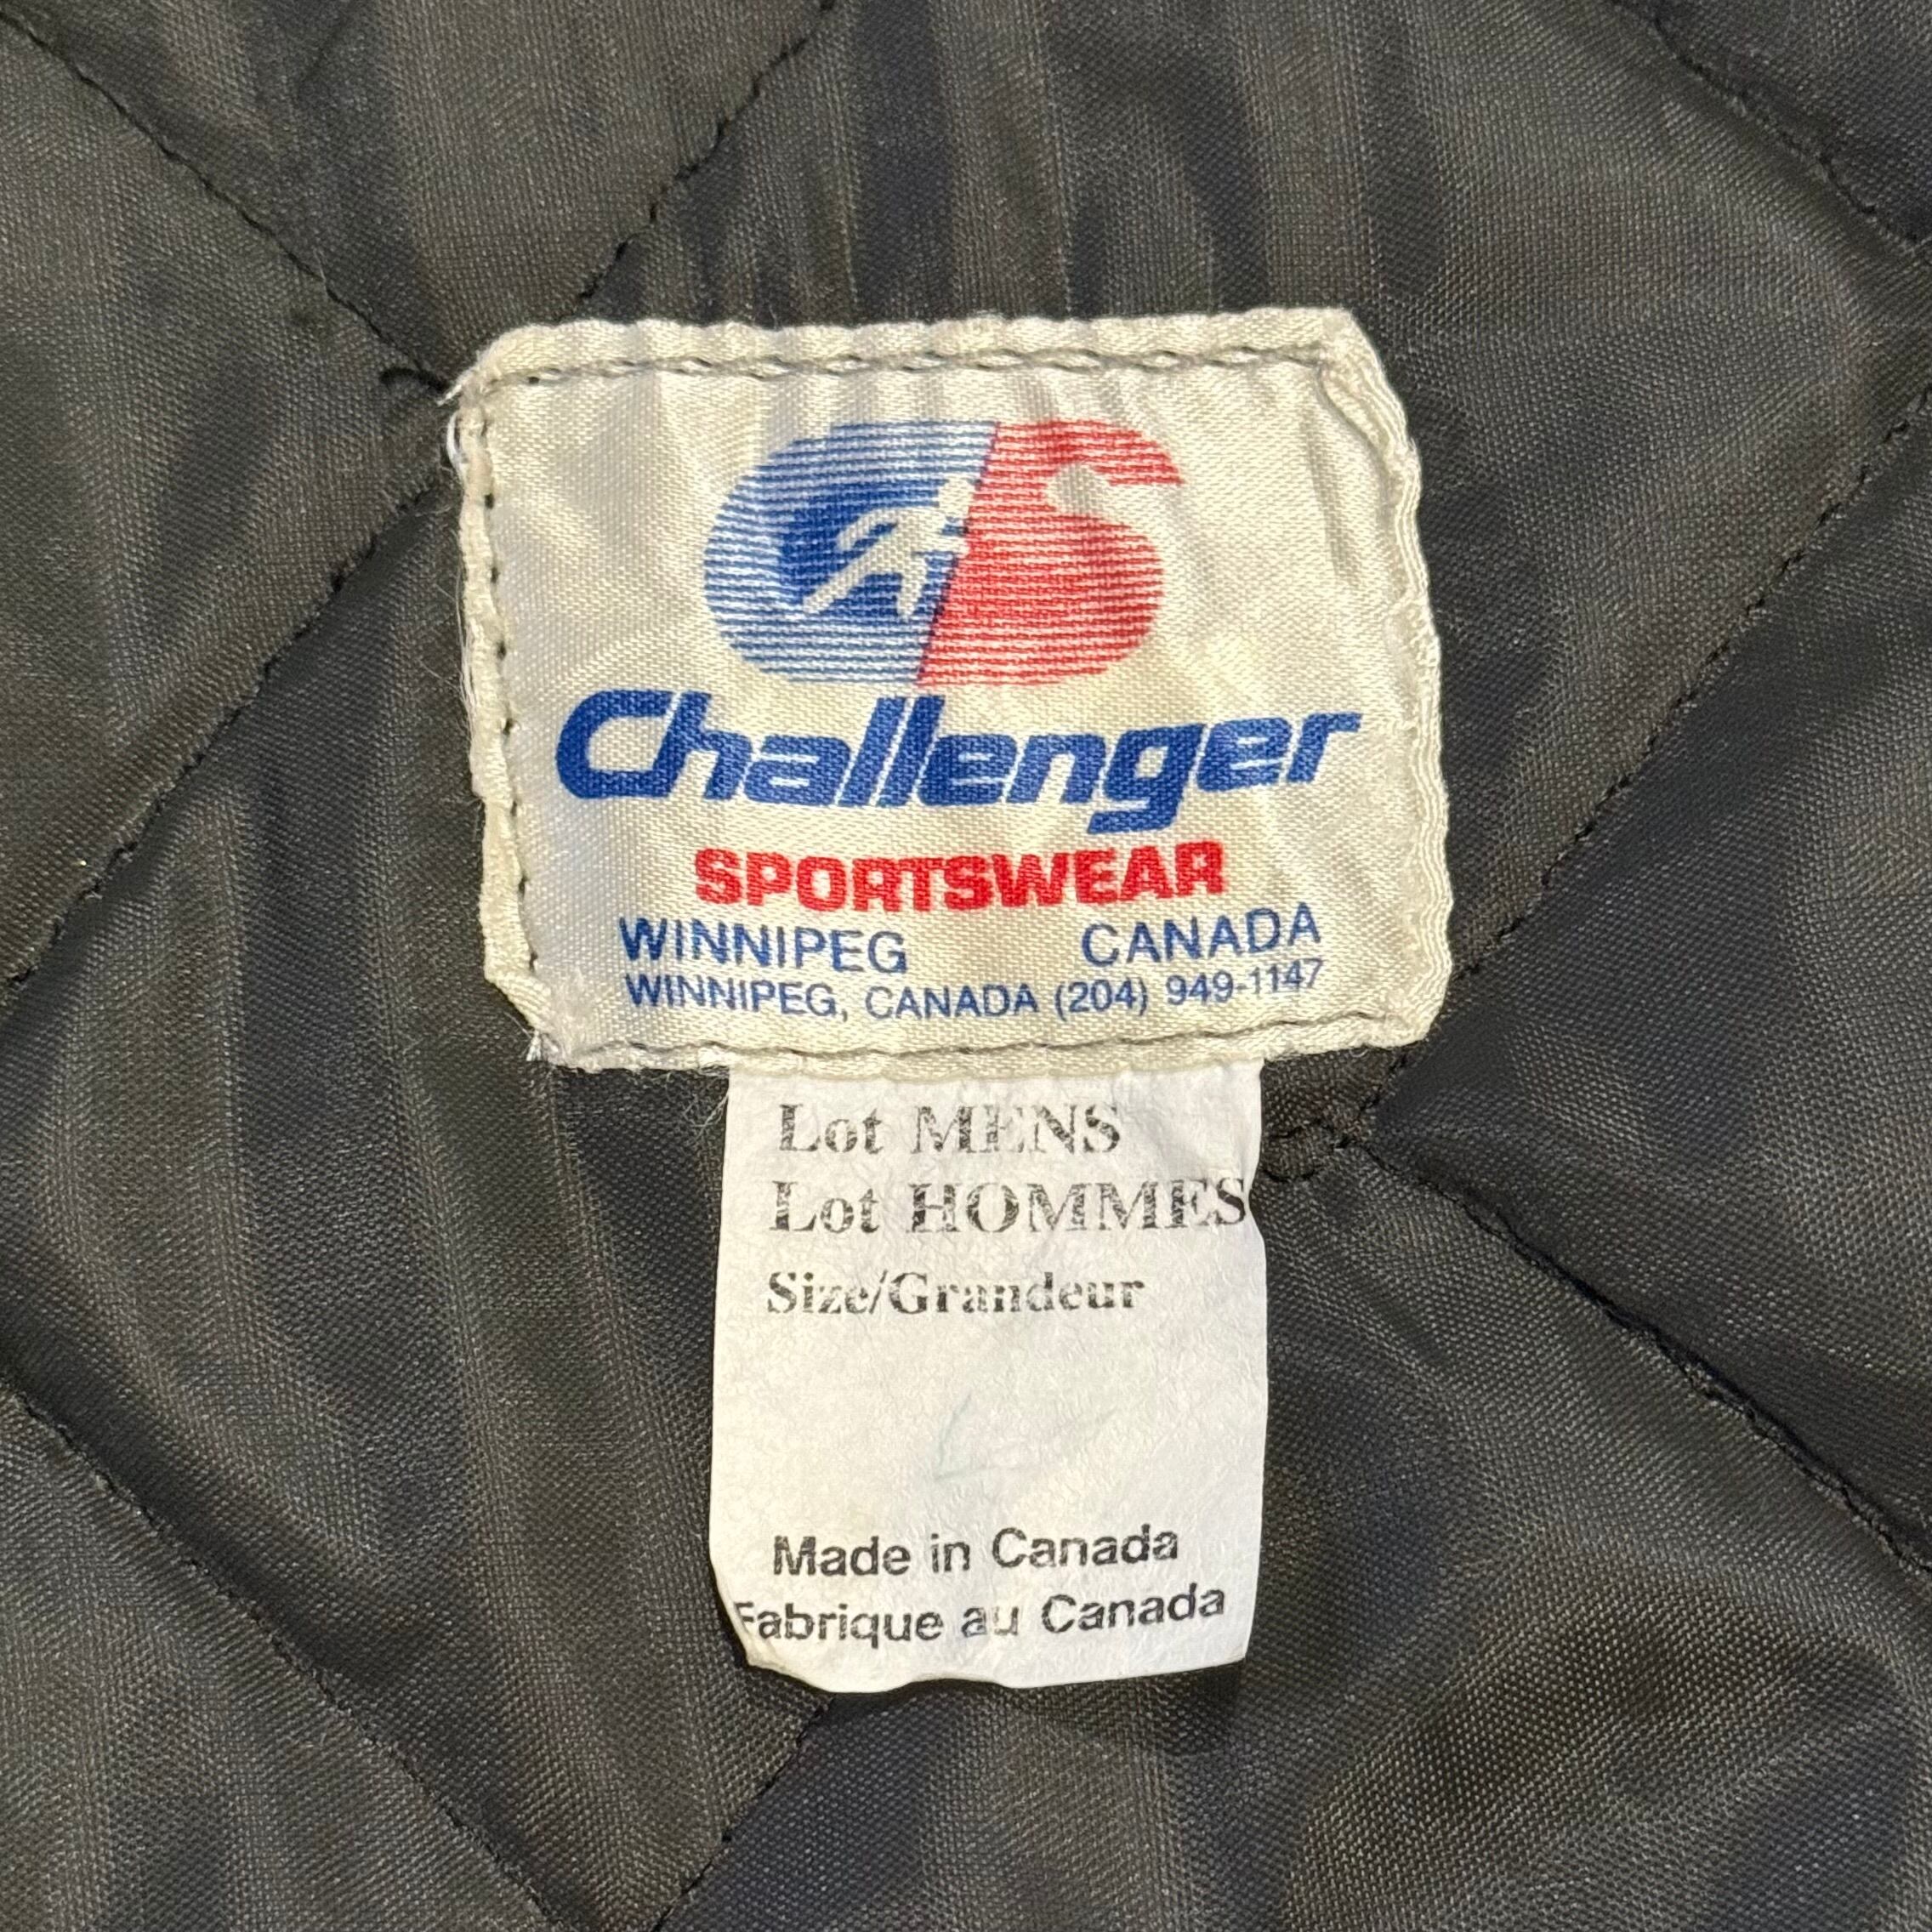 CS
Challenger
SPORTSWEAR
WINNIPEG CANADA
WINNIPEG, CANADA (204) 949-1147
Lot MENS
Lot HOMMES
Size/Grandeur
Made in Canada
Fabrique au Canada